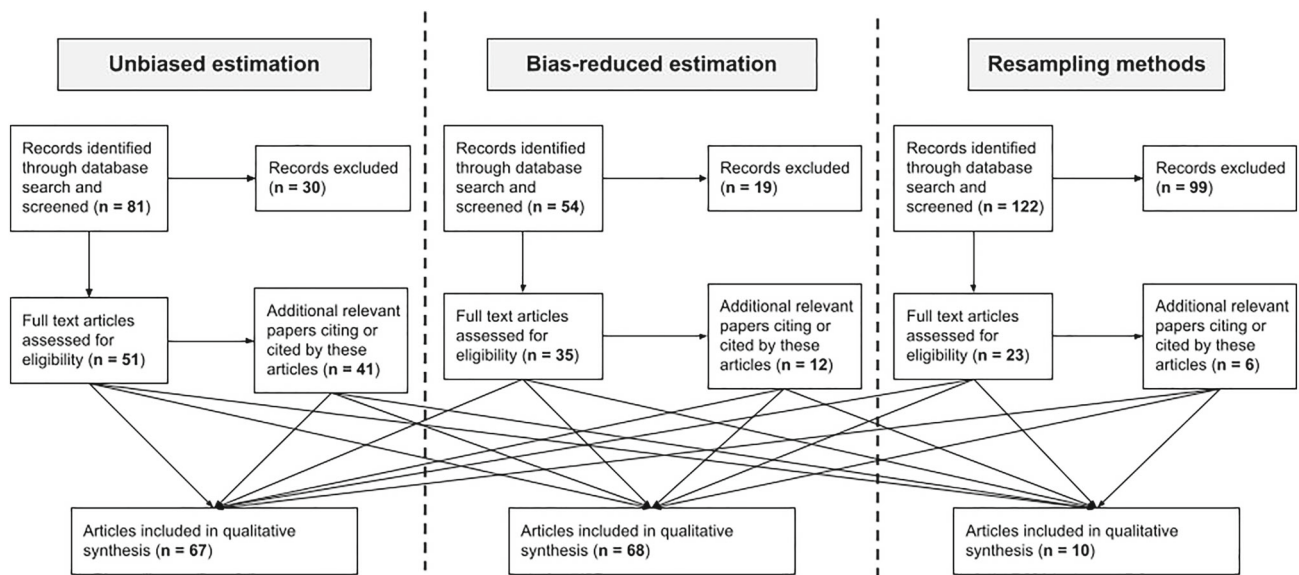 Unbiased estimation
Records identified
through database
search and
screened (n = 81)
Records excluded
(n = 30)
Full text articles
assessed for
eligibility (n = 51)
Additional relevant
papers citing or
cited by these
articles (n = 41)
Articles included in qualitative
synthesis (n = 67)
Bias-reduced estimation
Records identified
through database
search and
screened (n = 54)
Records excluded
(n = 19)
Full text articles
assessed for
eligibility (n = 35)
Additional relevant
papers citing or
cited by these
articles (n = 12)
Articles included in qualitative
synthesis (n = 68)
Resampling methods
Records identified
through database
search and
screened (n = 122)
Records excluded
(n = 99)
Full text articles
assessed for
eligibility (n = 23)
Additional relevant
papers citing or
cited by these
articles (n = 6)
Articles included in qualitative
synthesis (n = 10)